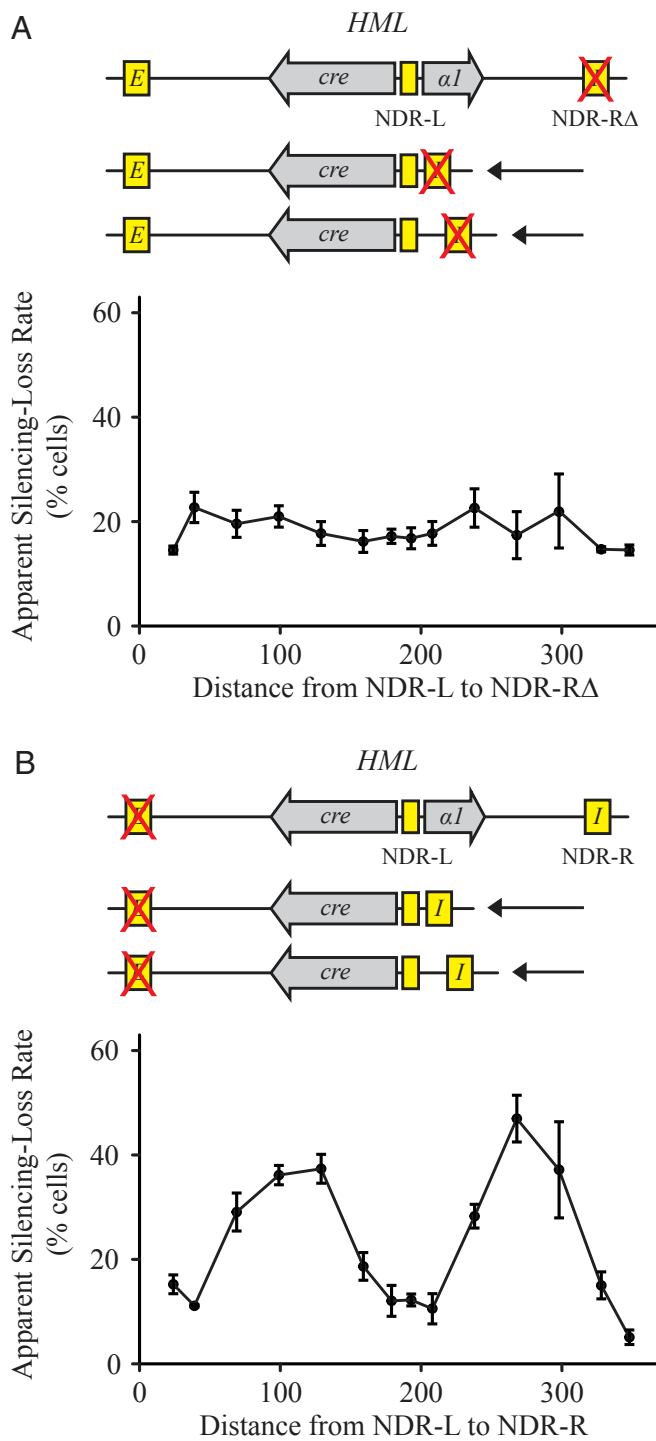 A
HML
E cre α1
NDR-L NDR-RΔ
E cre
E cre
60
40
20
0
0 100 200 300
Apparent Silencing-Loss Rate
(% cells)
Distance from NDR-L to NDR-RΔ
B
HML
cre α1 I
NDR-L NDR-R
cre I
cre I
60
40
20
0
0 100 200 300
Apparent Silencing-Loss Rate
(% cells)
Distance from NDR-L to NDR-R